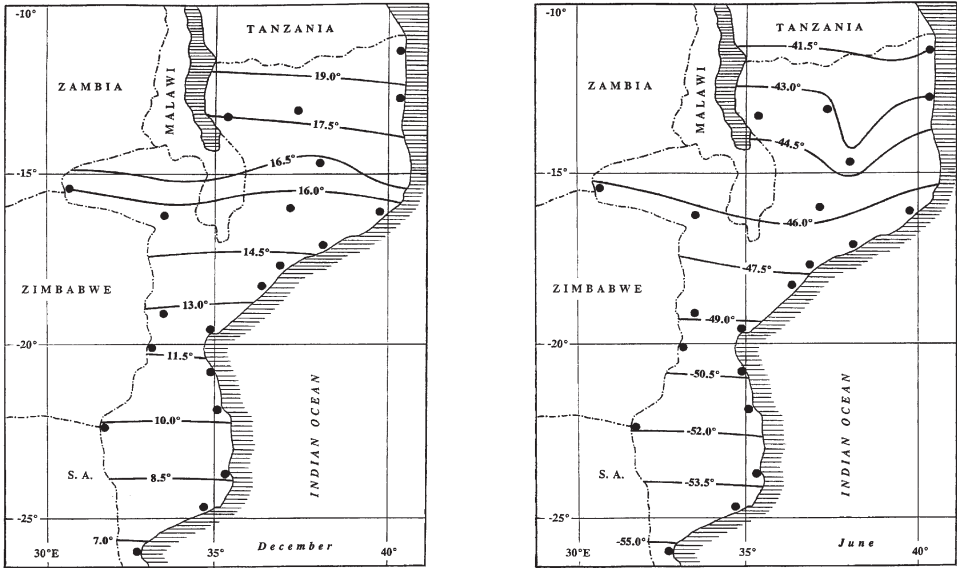 -10°
TANZANIA
ZAMBIA
MALAWI
19.0°
17.5°
16.5°
-15°
16.0°
14.5°
ZIMBABWE
13.0°
-20°
11.5°
10.0°
INDIAN OCEAN
S. A.
8.5°
-25°
7.0°
December
30°E
35°
40°
-10°
TANZANIA
-41.5°
ZAMBIA
MALAWI
-43.0°
-44.5°
-15°
-46.0°
-47.5°
ZIMBABWE
-49.0°
-20°
-50.5°
INDIAN OCEAN
-52.0°
S. A.
-53.5°
-25°
-55.0°
June
30°E
35°
40°